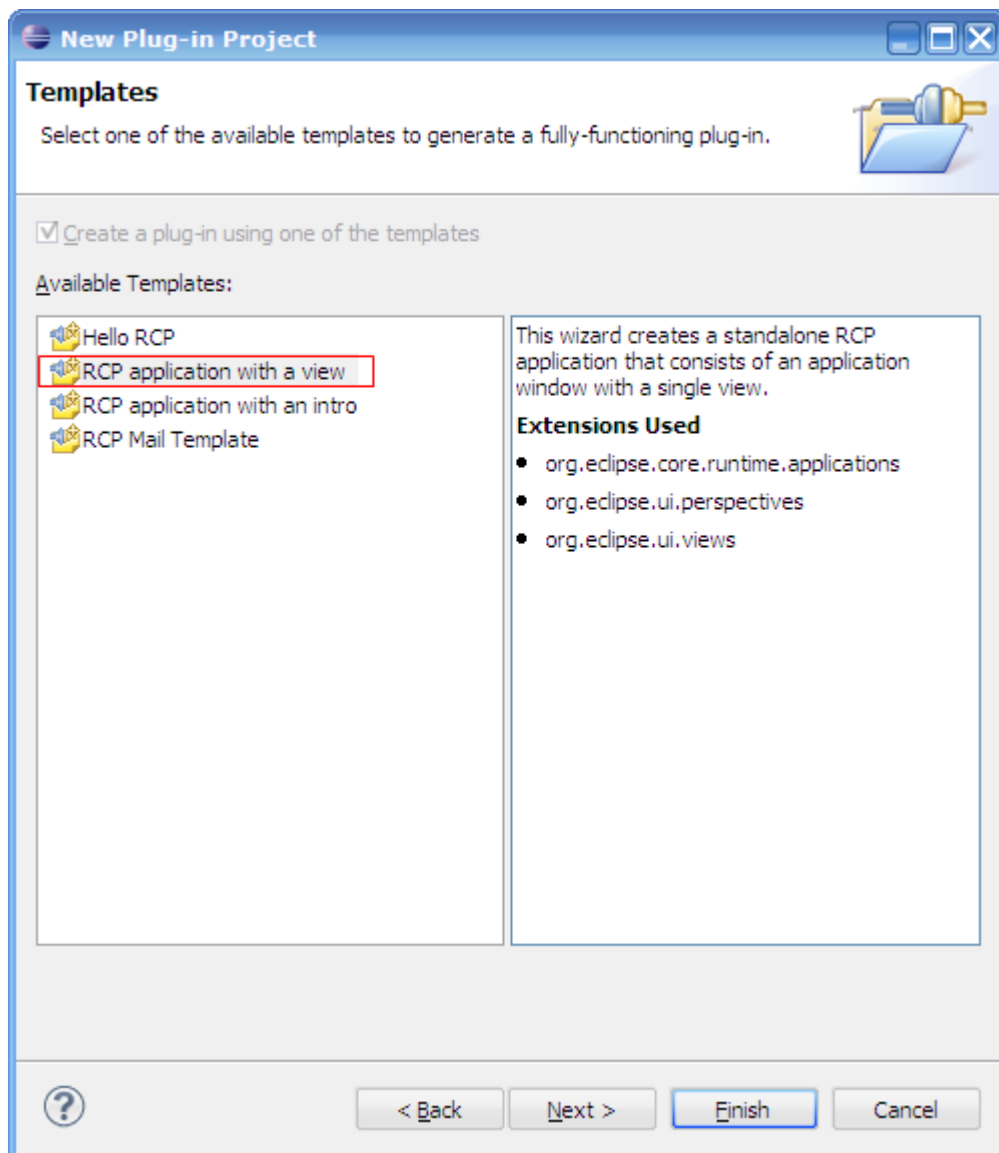 New Plug-in Project
Templates
Select one of the available templates to generate a fully-functioning plug-in.
Create a plug-in using one of the templates
Available Templates:
Hello RCP
RCP application with a view
RCP application with an intro
RCP Mail Template
This wizard creates a standalone RCP
application that consists of an application
window with a single view.
Extensions Used
• org.eclipse.core.runtime.applications
• org.eclipse.ui.perspectives
• org.eclipse.ui.views
?
< Back
Next >
Finish
Cancel